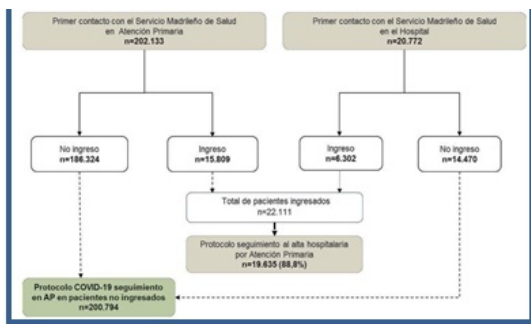 Primer contacto con el Servicio Madrileño de Salud
en Atención Primaria
n=202.133
Primer contacto con el Servicio Madrileño de Salud
en el Hospital
n=20.772
No ingreso
n=186.324
Ingreso
n=15.809
Ingreso
n=6.302
No ingreso
n=14.470
Total de pacientes ingresados
n=22.111
Protocolo seguimiento al alta hospitalaria
por Atención Primaria
n=19.635 (88,8%)
Protocolo COVID-19 seguimiento
en AP en pacientes no ingresados
n=200.794